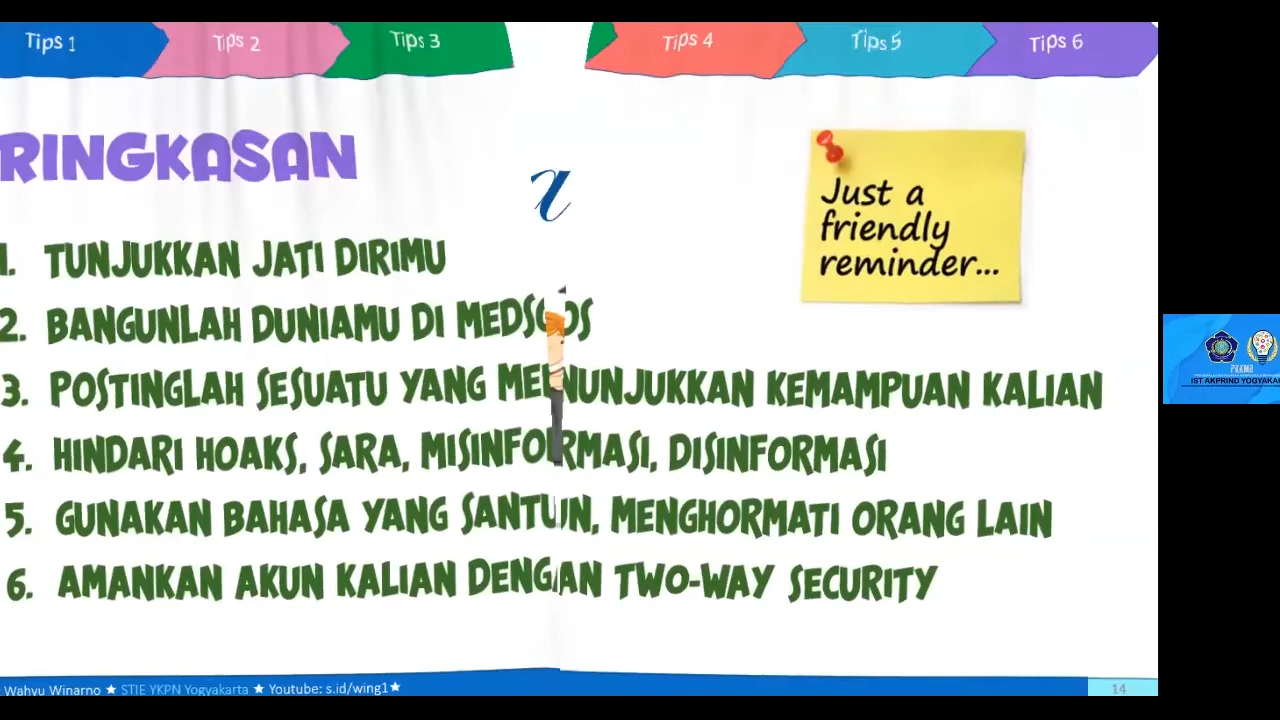 Tips 1
Tips 2
Tips 3
Tips 4
Tips 5
Tips 6
RINGKASAN
Just a
friendly
reminder...
1. TUNJUKKAN JATI DIRIMU
2. BANGUNLAH DUNIAMU DI MEDSOS
3. POSTINGLAH SESUATU YANG MENUNJUKKAN KEMAMPUAN KALIAN
4. HINDARI HOAKS, SARA, MISINFORMASI, DISINFORMASI
5. GUNAKAN BAHASA YANG SANTUN, MENGHORMATI ORANG LAIN
6. AMANKAN AKUN KALIAN DENGAN TWO-WAY SECURITY
Wahyu Winarno ★ STIE YKPN Yogyakarta ★ Youtube: s.id/wing1★
14
PKKMB
IST AKPRIND YOGYAKA